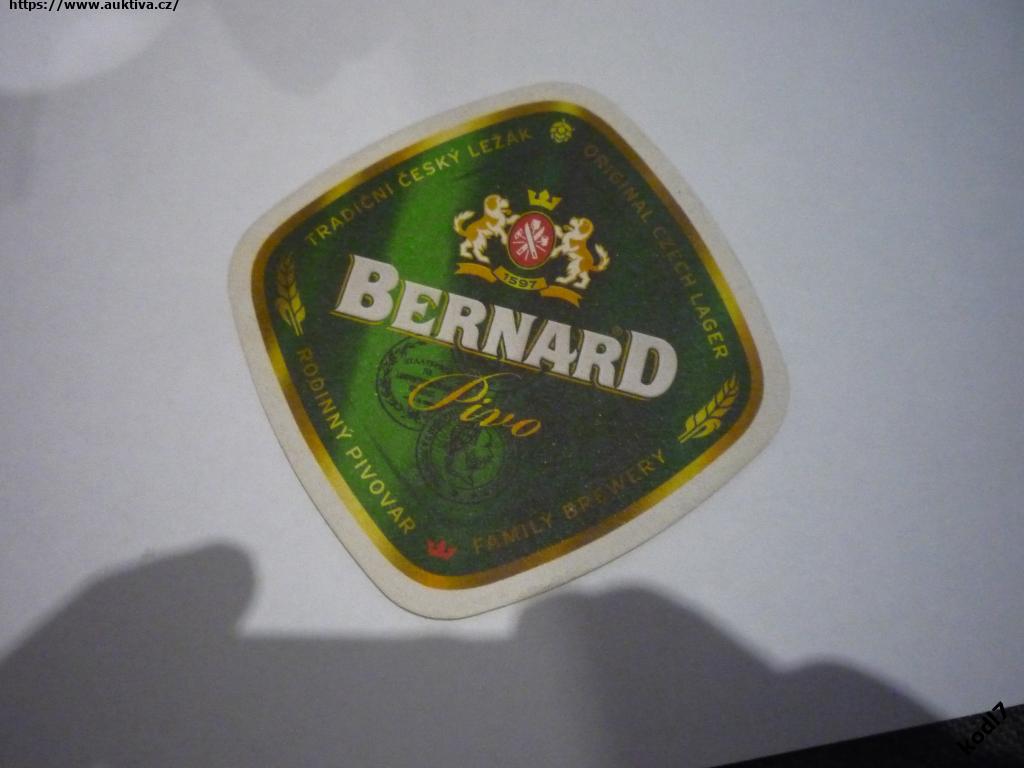 https://www.auktiva.cz/
TRADIČNÍ ČESKÝ LEŽÁK
ORIGINAL CZECH LAGER
1597
BERNARD
Pivo
RODINNÝ PIVOVAR
FAMILY BREWERY
kodl7